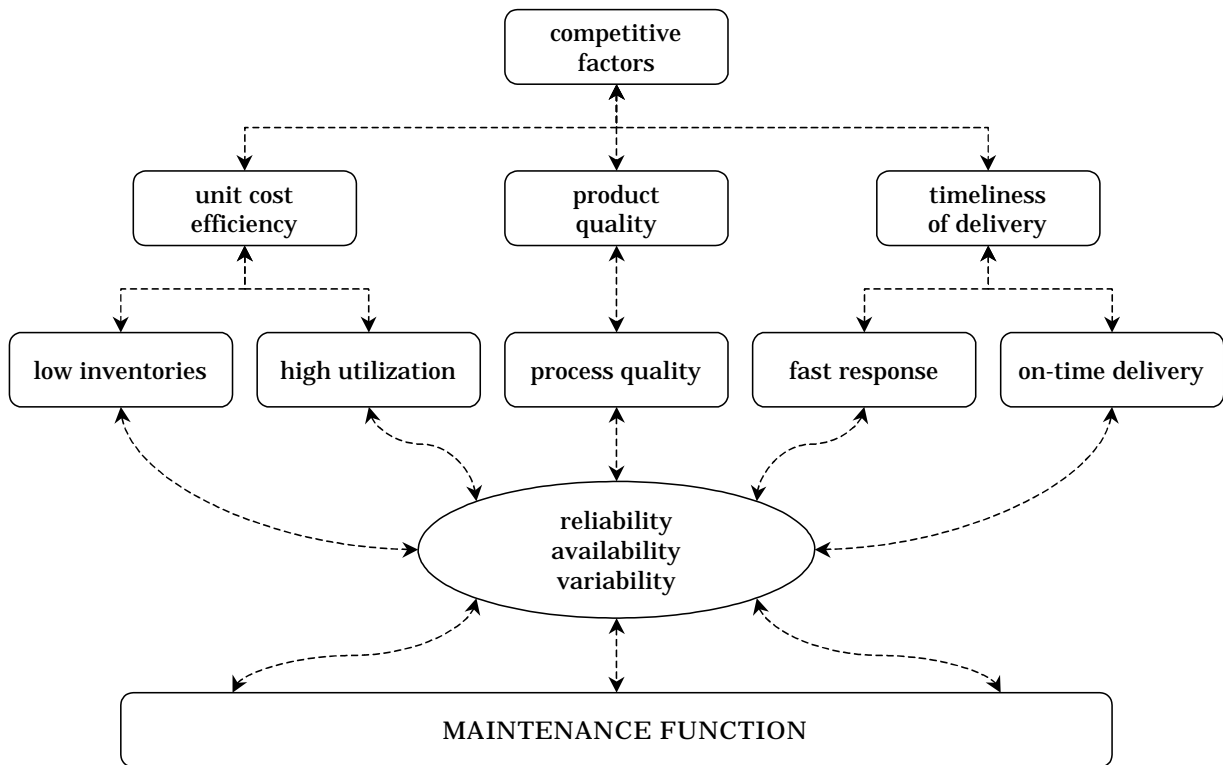 competitive
factors
unit cost
efficiency
product
quality
timeliness
of delivery
low inventories
high utilization
process quality
fast response
on-time delivery
reliability
availability
variability
MAINTENANCE FUNCTION